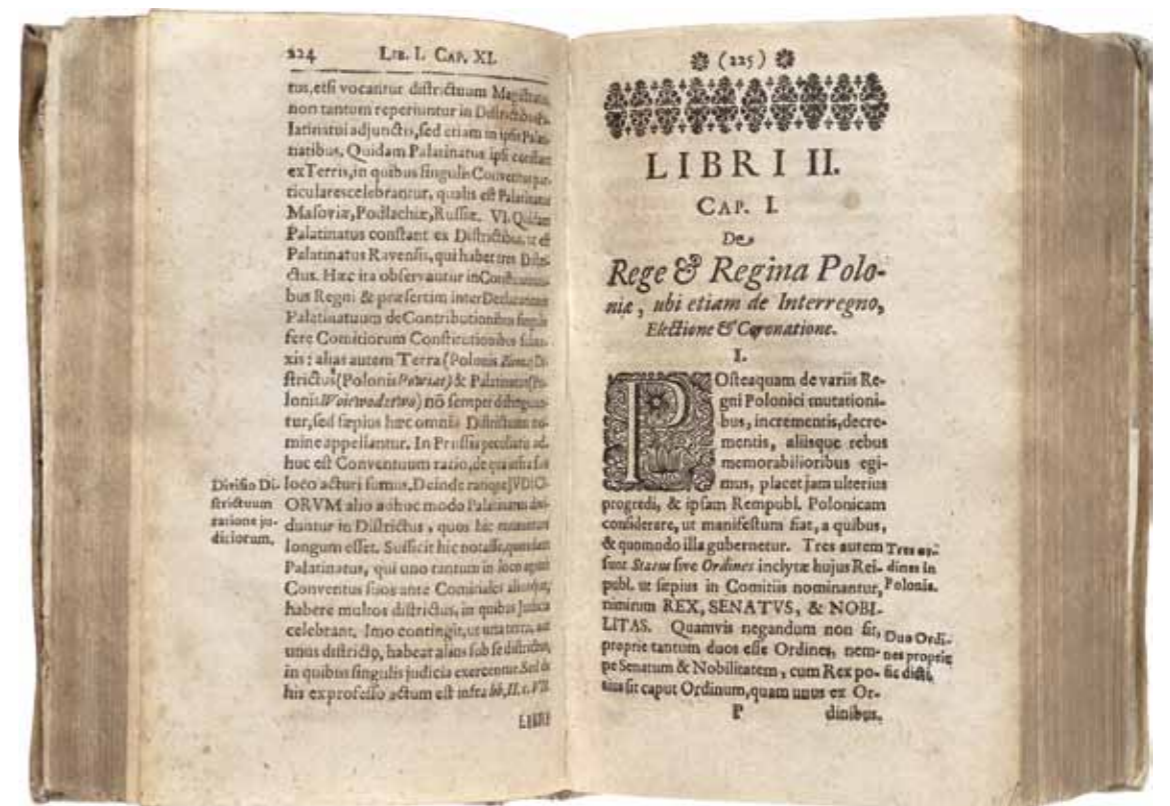 224 LIB. I. CAP. XI.
tus, etſi vocantur diſtrictuum Magiſtratus,
non tantum reperiuntur in Diſtrictibus
latinatui adjunctis, ſed etiam in ipſis Pala-
natibus. Quidam Palatinatus ipſi conſtant
ex Terris, in quibus ſingulis Conventus par-
ticulares celebrantur, qualis eſt Palatinatus
Maſoviæ, Podlachiæ, Ruſſiæ. VI. Quidam
Palatinatus conſtant ex Diſtrictibus, ut eſt
Palatinatus Ravenſis, qui habet tres Diſtri-
ctus. Hæc ita obſervantur in
bus Regni & præſertim inter
Palatinatuum de Contributionibus ſingulis
fere Comitiorum Conſtitutionibus
xis: alias autem Terra (Polonis Di-
ſtrictus (Polonis Powiat) & Palatinatus (Po-
lonis Woiewodztwo) nō ſemper diſtinguun-
tur, ſed ſæpius hæc omnia Diſtrictuum no-
mine appellantur. In Pruſſia peculiaris ad-
huc eſt Conventuum ratio, de qua
Diviſio Di-
ſtrictuum
ratione ju-
diciorum.
loco acturi ſumus. Deinde ratione JVDICI-
ORVM alio adhuc modo Palatinatus divi-
duntur in Diſtrictus, quos hic
longum eſſet. Sufficit hic notaſſe, quendam
Palatinatus, qui uno tantum in loco
Conventus ſuos ante Comitiales
habere multos diſtrictus, in quibus Judicia
celebrant. Imo contingit, ut una terra, aut
unus diſtrictꝰ, habeat alios ſub ſe diſtrictus,
in quibus ſingulis judicia exercentur. Sed de
his ex profeſſo actum eſt infra lib. II. c. VII.
LIBRI
(225)
LIBRI II.
CAP. I.
De
Rege & Regina Polo-
niæ, ubi etiam de Interregno,
Electione & Coronatione.
I.
POſteaquam de variis Re-
gni Polonici mutationi-
bus, incrementis, decre-
mentis, aliisque rebus
memorabilioribus egi-
mus, placet jam ulterius
progredi, & ipſam Rempubl. Polonicam
conſiderare, ut manifeſtum fiat, a quibus,
& quomodo illa gubernetur. Tres autem
ſunt Status ſive Ordines inclytæ hujus Rei-
publ. ut ſæpius in Comitiis nominantur,
nimirum REX, SENATVS, & NOBI-
LITAS. Quamvis negandum non ſit,
proprie tantum duos eſſe Ordines, nem-
pe Senatum & Nobilitatem, cum Rex po-
tius ſit caput Ordinum, quam unus ex Or-
Tres or-
dines in
Polonia.
Duo Ordi-
nes proprie
ſic dicti.
P dinibus.